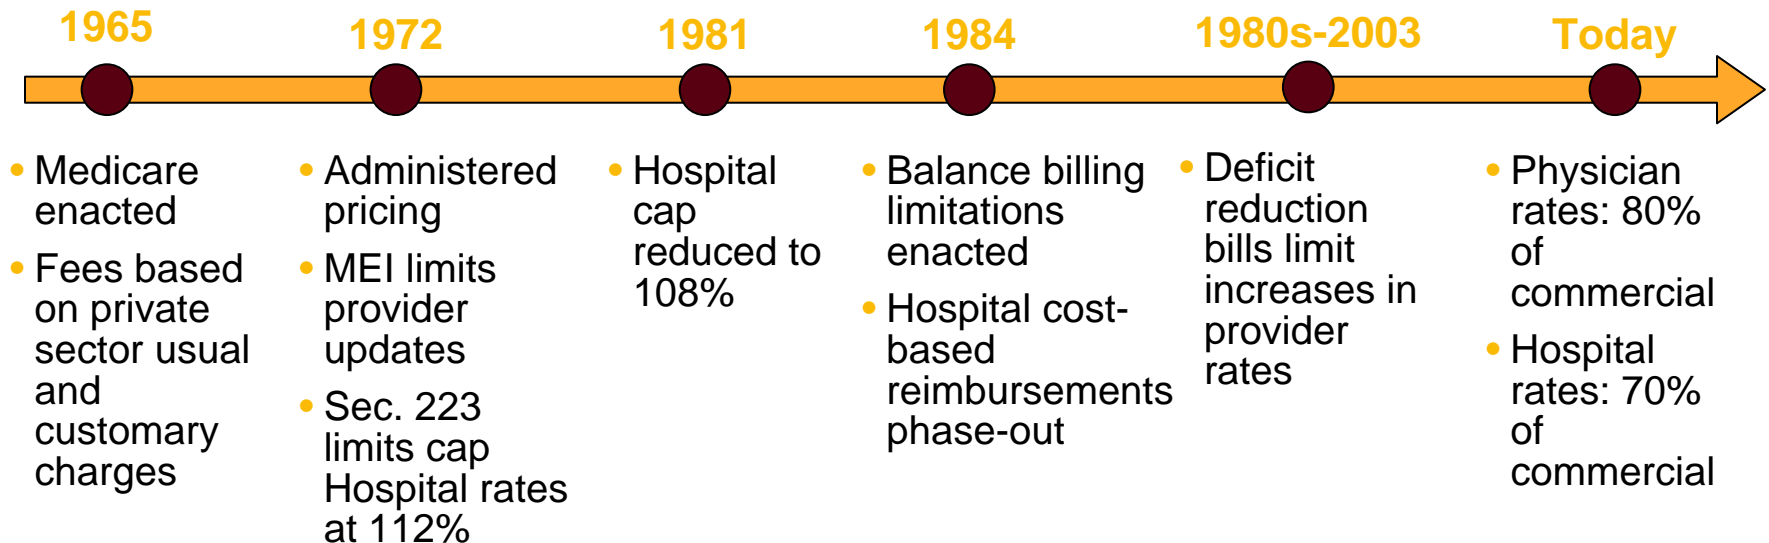 1965
• Medicare
enacted
• Fees based
on private
sector usual
and
customary
charges
1972
• Administered
pricing
• MEI limits
provider
updates
• Sec. 223
limits cap
Hospital rates
at 112%
1981
• Hospital
cap
reduced to
108%
1984
• Balance billing
limitations
enacted
• Hospital cost-
based
reimbursements
phase-out
1980s-2003
• Deficit
reduction
bills limit
increases in
provider
rates
Today
• Physician
rates: 80%
of
commercial
• Hospital
rates: 70%
of
commercial